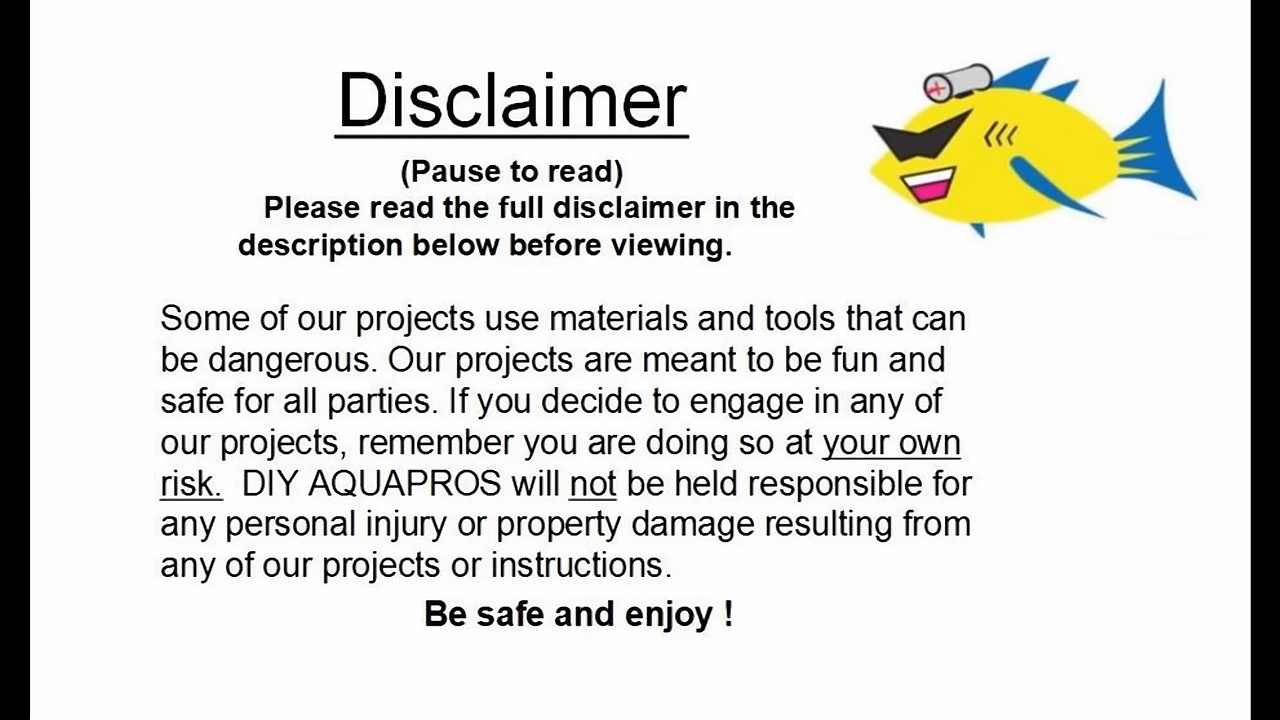 Disclaimer
(Pause to read)
Please read the full disclaimer in the
description below before viewing.
Some of our projects use materials and tools that can
be dangerous. Our projects are meant to be fun and
safe for all parties. If you decide to engage in any of
our projects, remember you are doing so at your own
risk.  DIY AQUAPROS will not be held responsible for
any personal injury or property damage resulting from
any of our projects or instructions.
Be safe and enjoy !